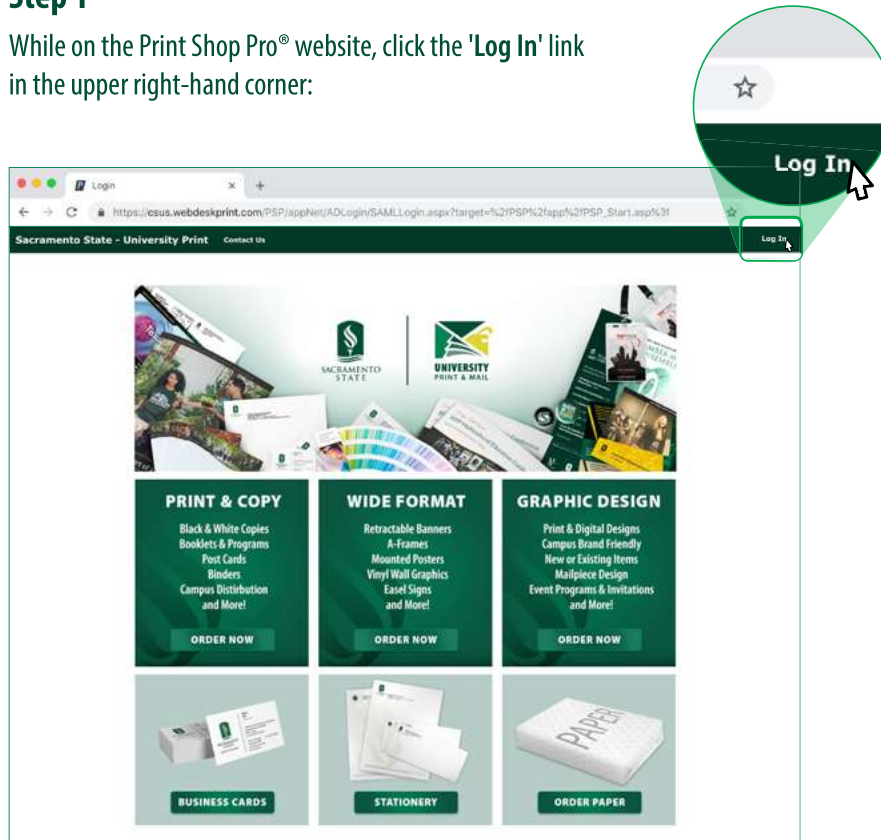 Step 1
While on the Print Shop Pro® website, click the 'Log In' link
in the upper right-hand corner:
Log In
Login
https://csus.webdeskprint.com/PSP/appNet/ADLogin/SAMLLogin.aspx?target=%2fPSP%2fapp%2fPSP_Start.asp%3f
Sacramento State - University Print
Contact Us
Log In
SACRAMENTO
STATE
UNIVERSITY
PRINT & MAIL
PRINT & COPY
Black & White Copies
Booklets & Programs
Post Cards
Binders
Campus Distirbution
and More!
ORDER NOW
WIDE FORMAT
Retractable Banners
A-Frames
Mounted Posters
Vinyl Wall Graphics
Easel Signs
and More!
ORDER NOW
GRAPHIC DESIGN
Print & Digital Designs
Campus Brand Friendly
New or Existing Items
Mailpiece Design
Event Programs & Invitations
and More!
ORDER NOW
BUSINESS CARDS
STATIONERY
PAPER
ORDER PAPER